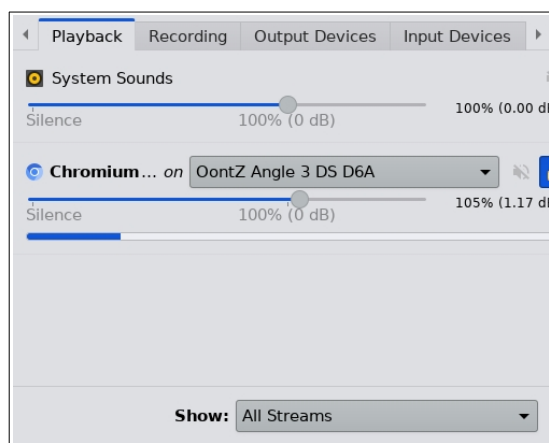 Playback Recording Output Devices Input Devices
System Sounds
100% (0.00 dB
Silence 100% (0 dB)
Chromium... on OontZ Angle 3 DS D6A
105% (1.17 dB
Silence 100% (0 dB)
Show: All Streams